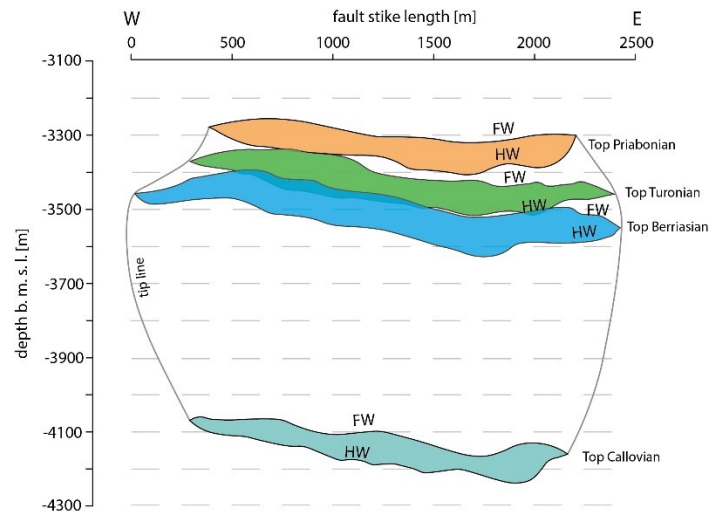 W
fault stike length [m]
E
0
500
1000
1500
2000
2500
depth b. m. s. l. [m]
-3100
-3300
-3500
-3700
-3900
-4100
-4300
FW
HW
Top Priabonian
FW
HW
Top Turonian
FW
HW
Top Berriasian
tip line
FW
HW
Top Callovian